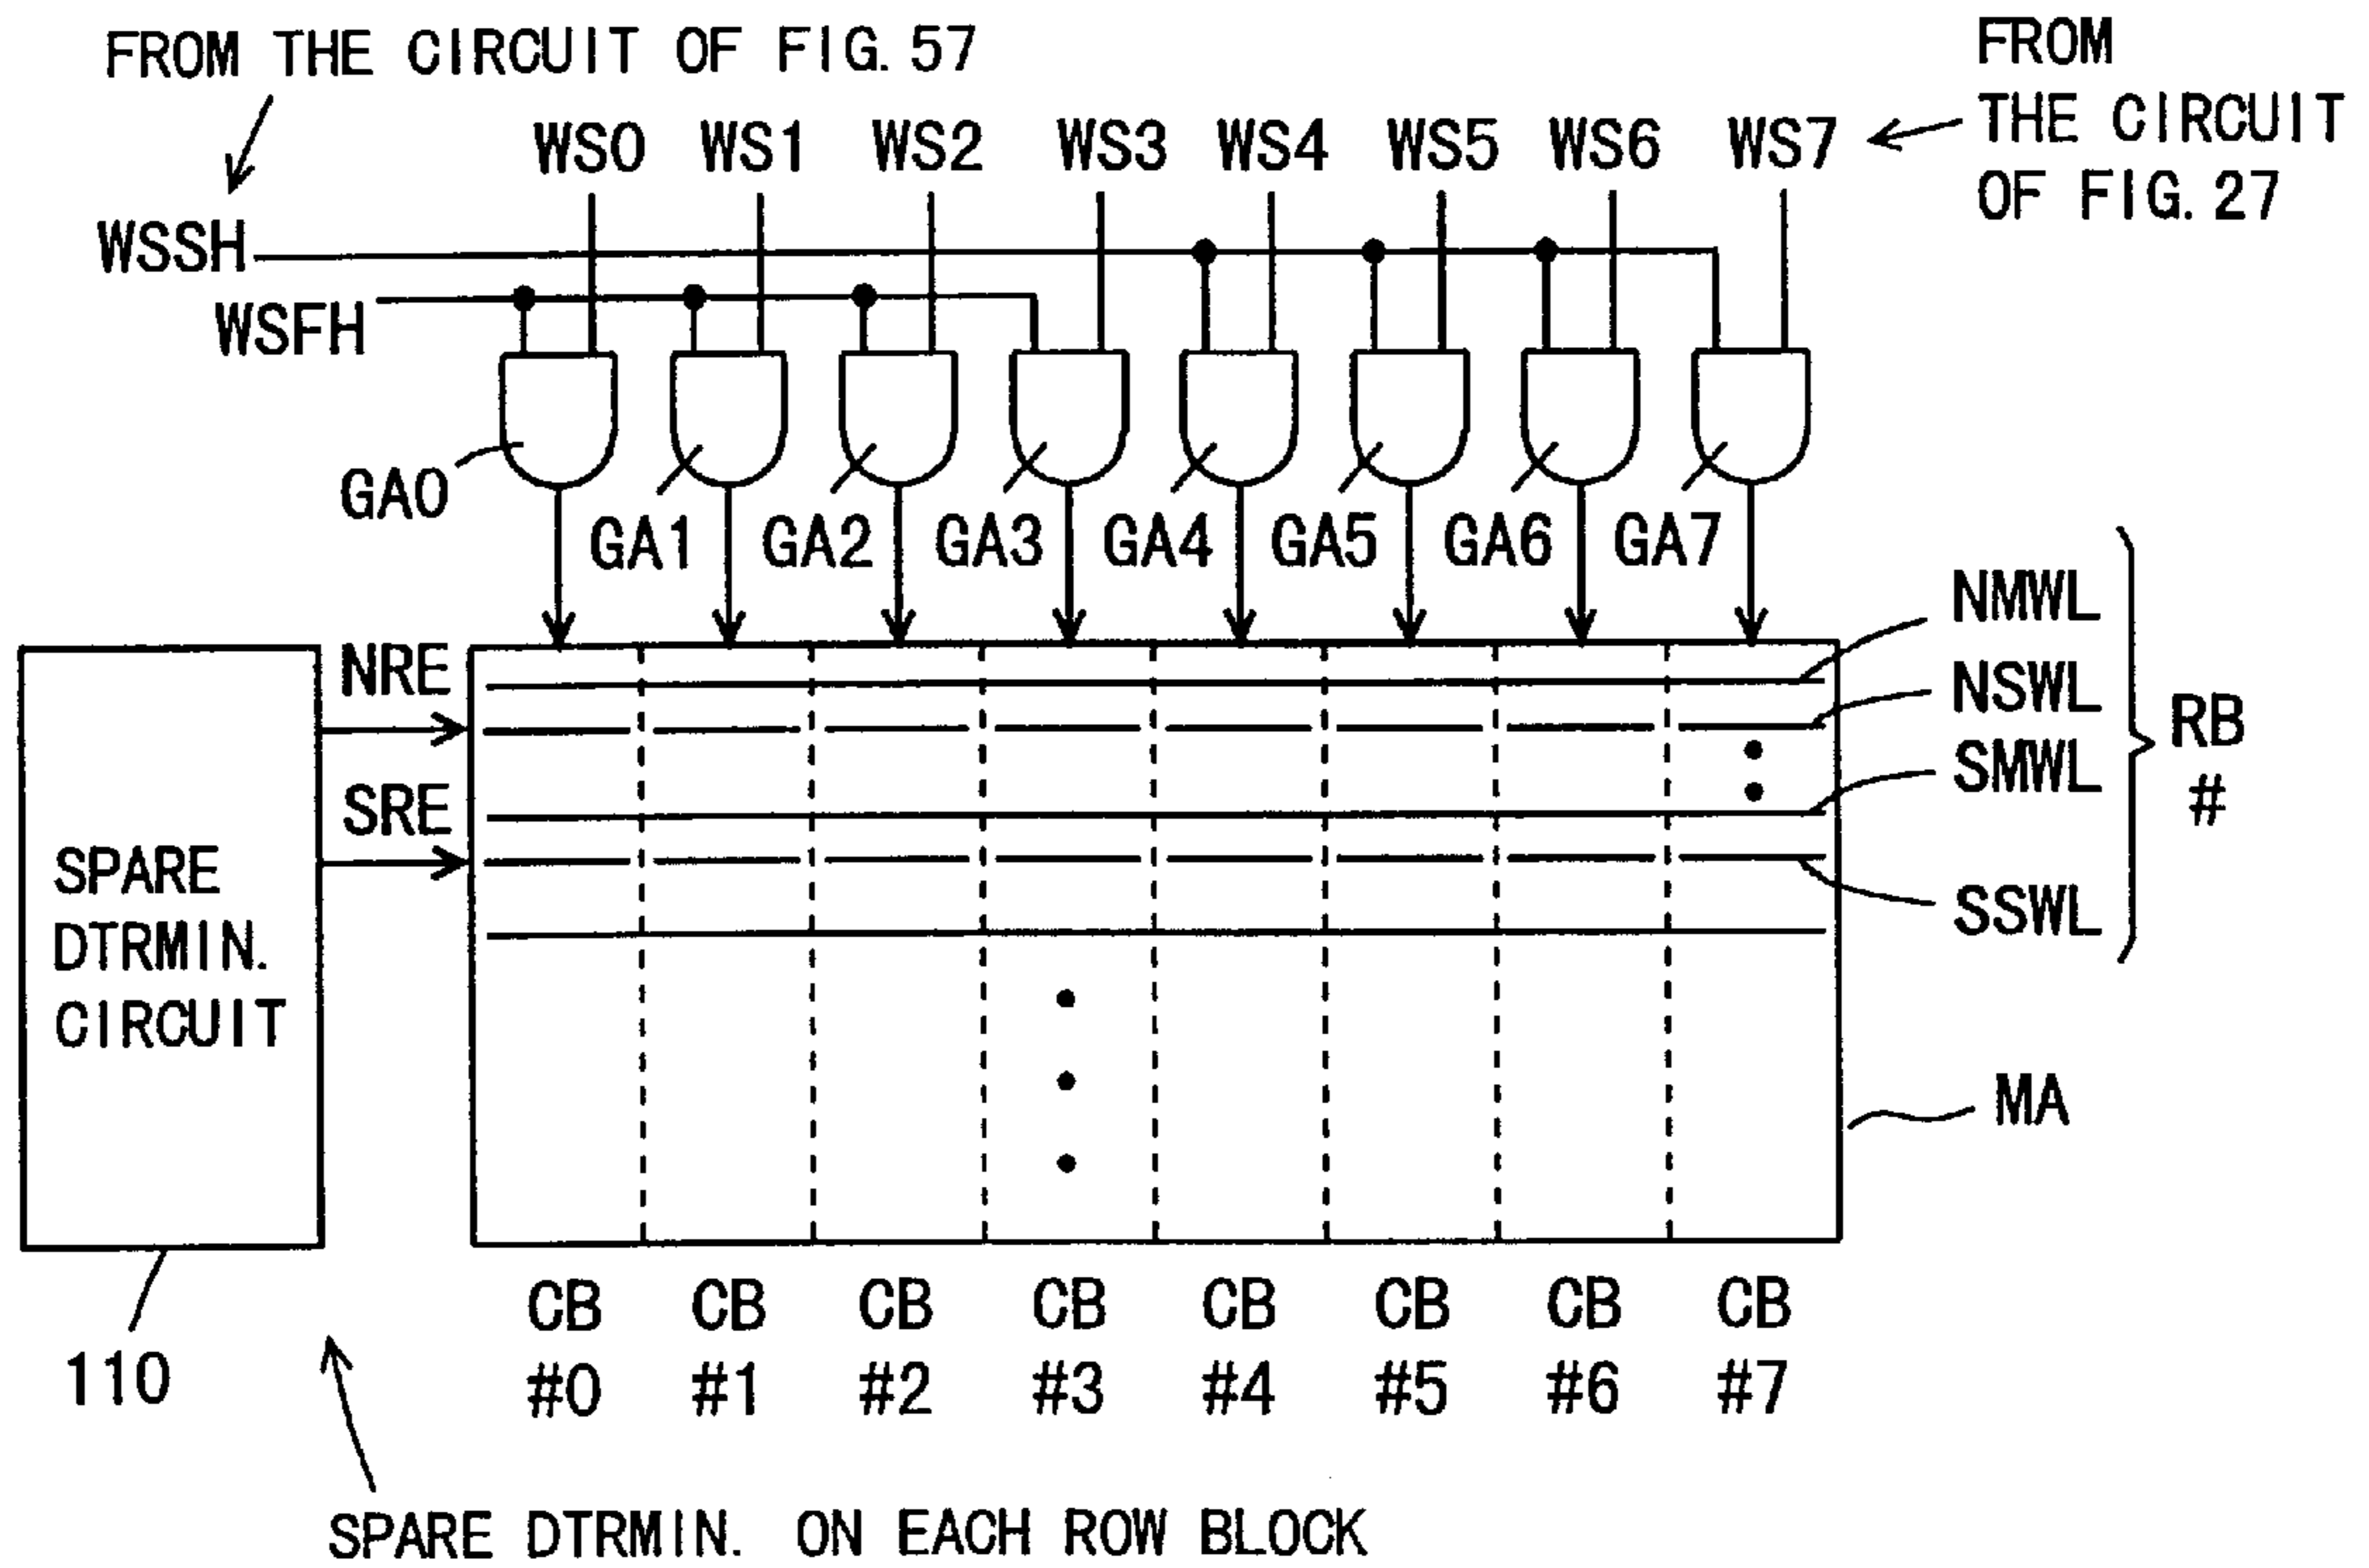 FROM THE CIRCUIT OF FIG.57
FROM
THE CIRCUIT
OF FIG.27
WS0 WS1 WS2 WS3 WS4 WS5 WS6 WS7
WSSH
WSFH
GA0
GA1 GA2 GA3 GA4 GA5 GA6 GA7
NMWL
NRE
NSWL
RB
#
SMWL
SRE
SSWL
SPARE
DTRMIN.
CIRCUIT
MA
CB CB CB CB CB CB CB CB
#0 #1 #2 #3 #4 #5 #6 #7
110
SPARE DTRMIN. ON EACH ROW BLOCK